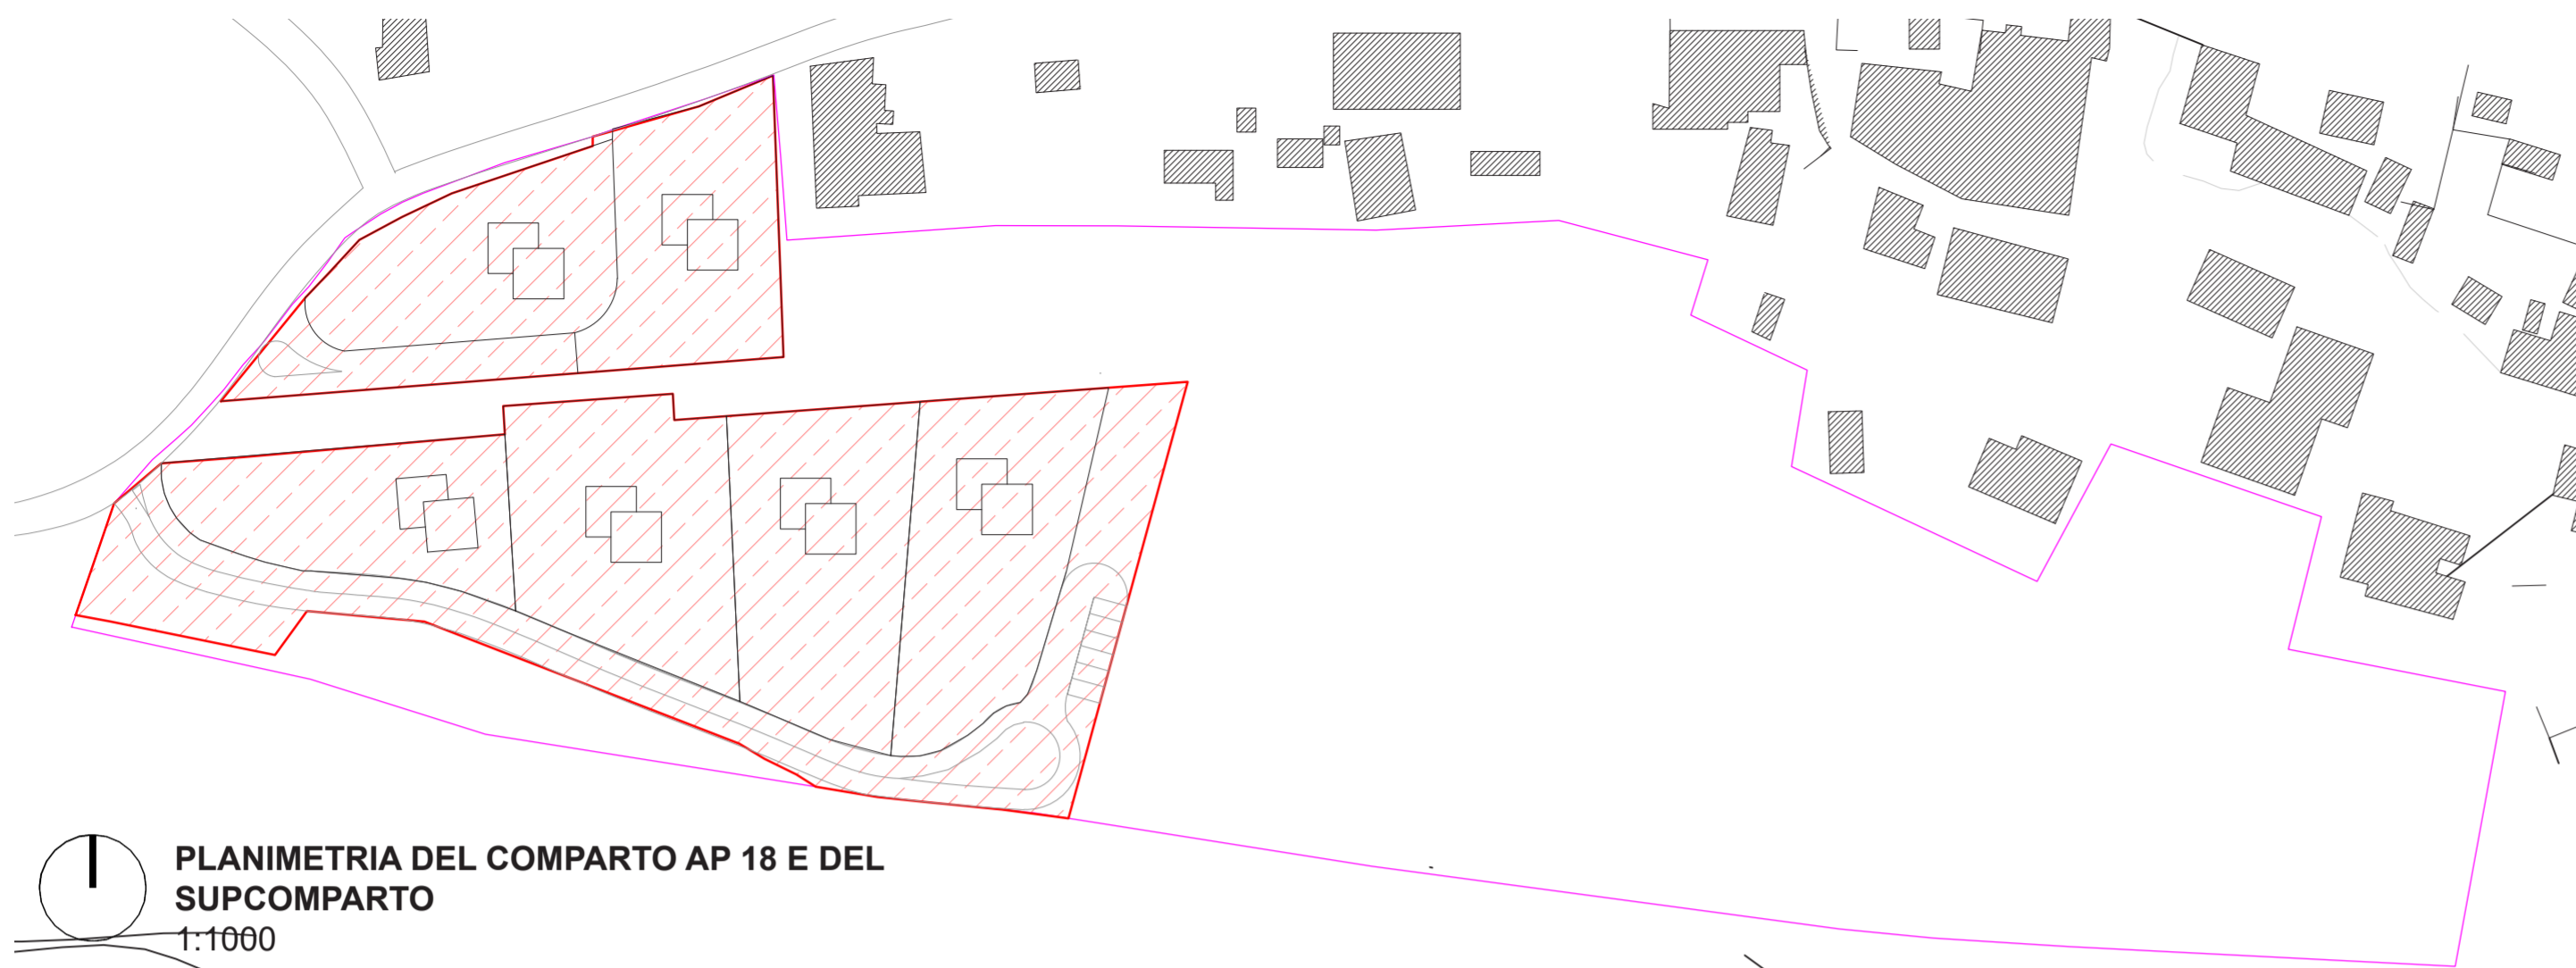 PLANIMETRIA DEL COMPARTO AP 18 E DEL
SUPCOMPARTO
1:1000